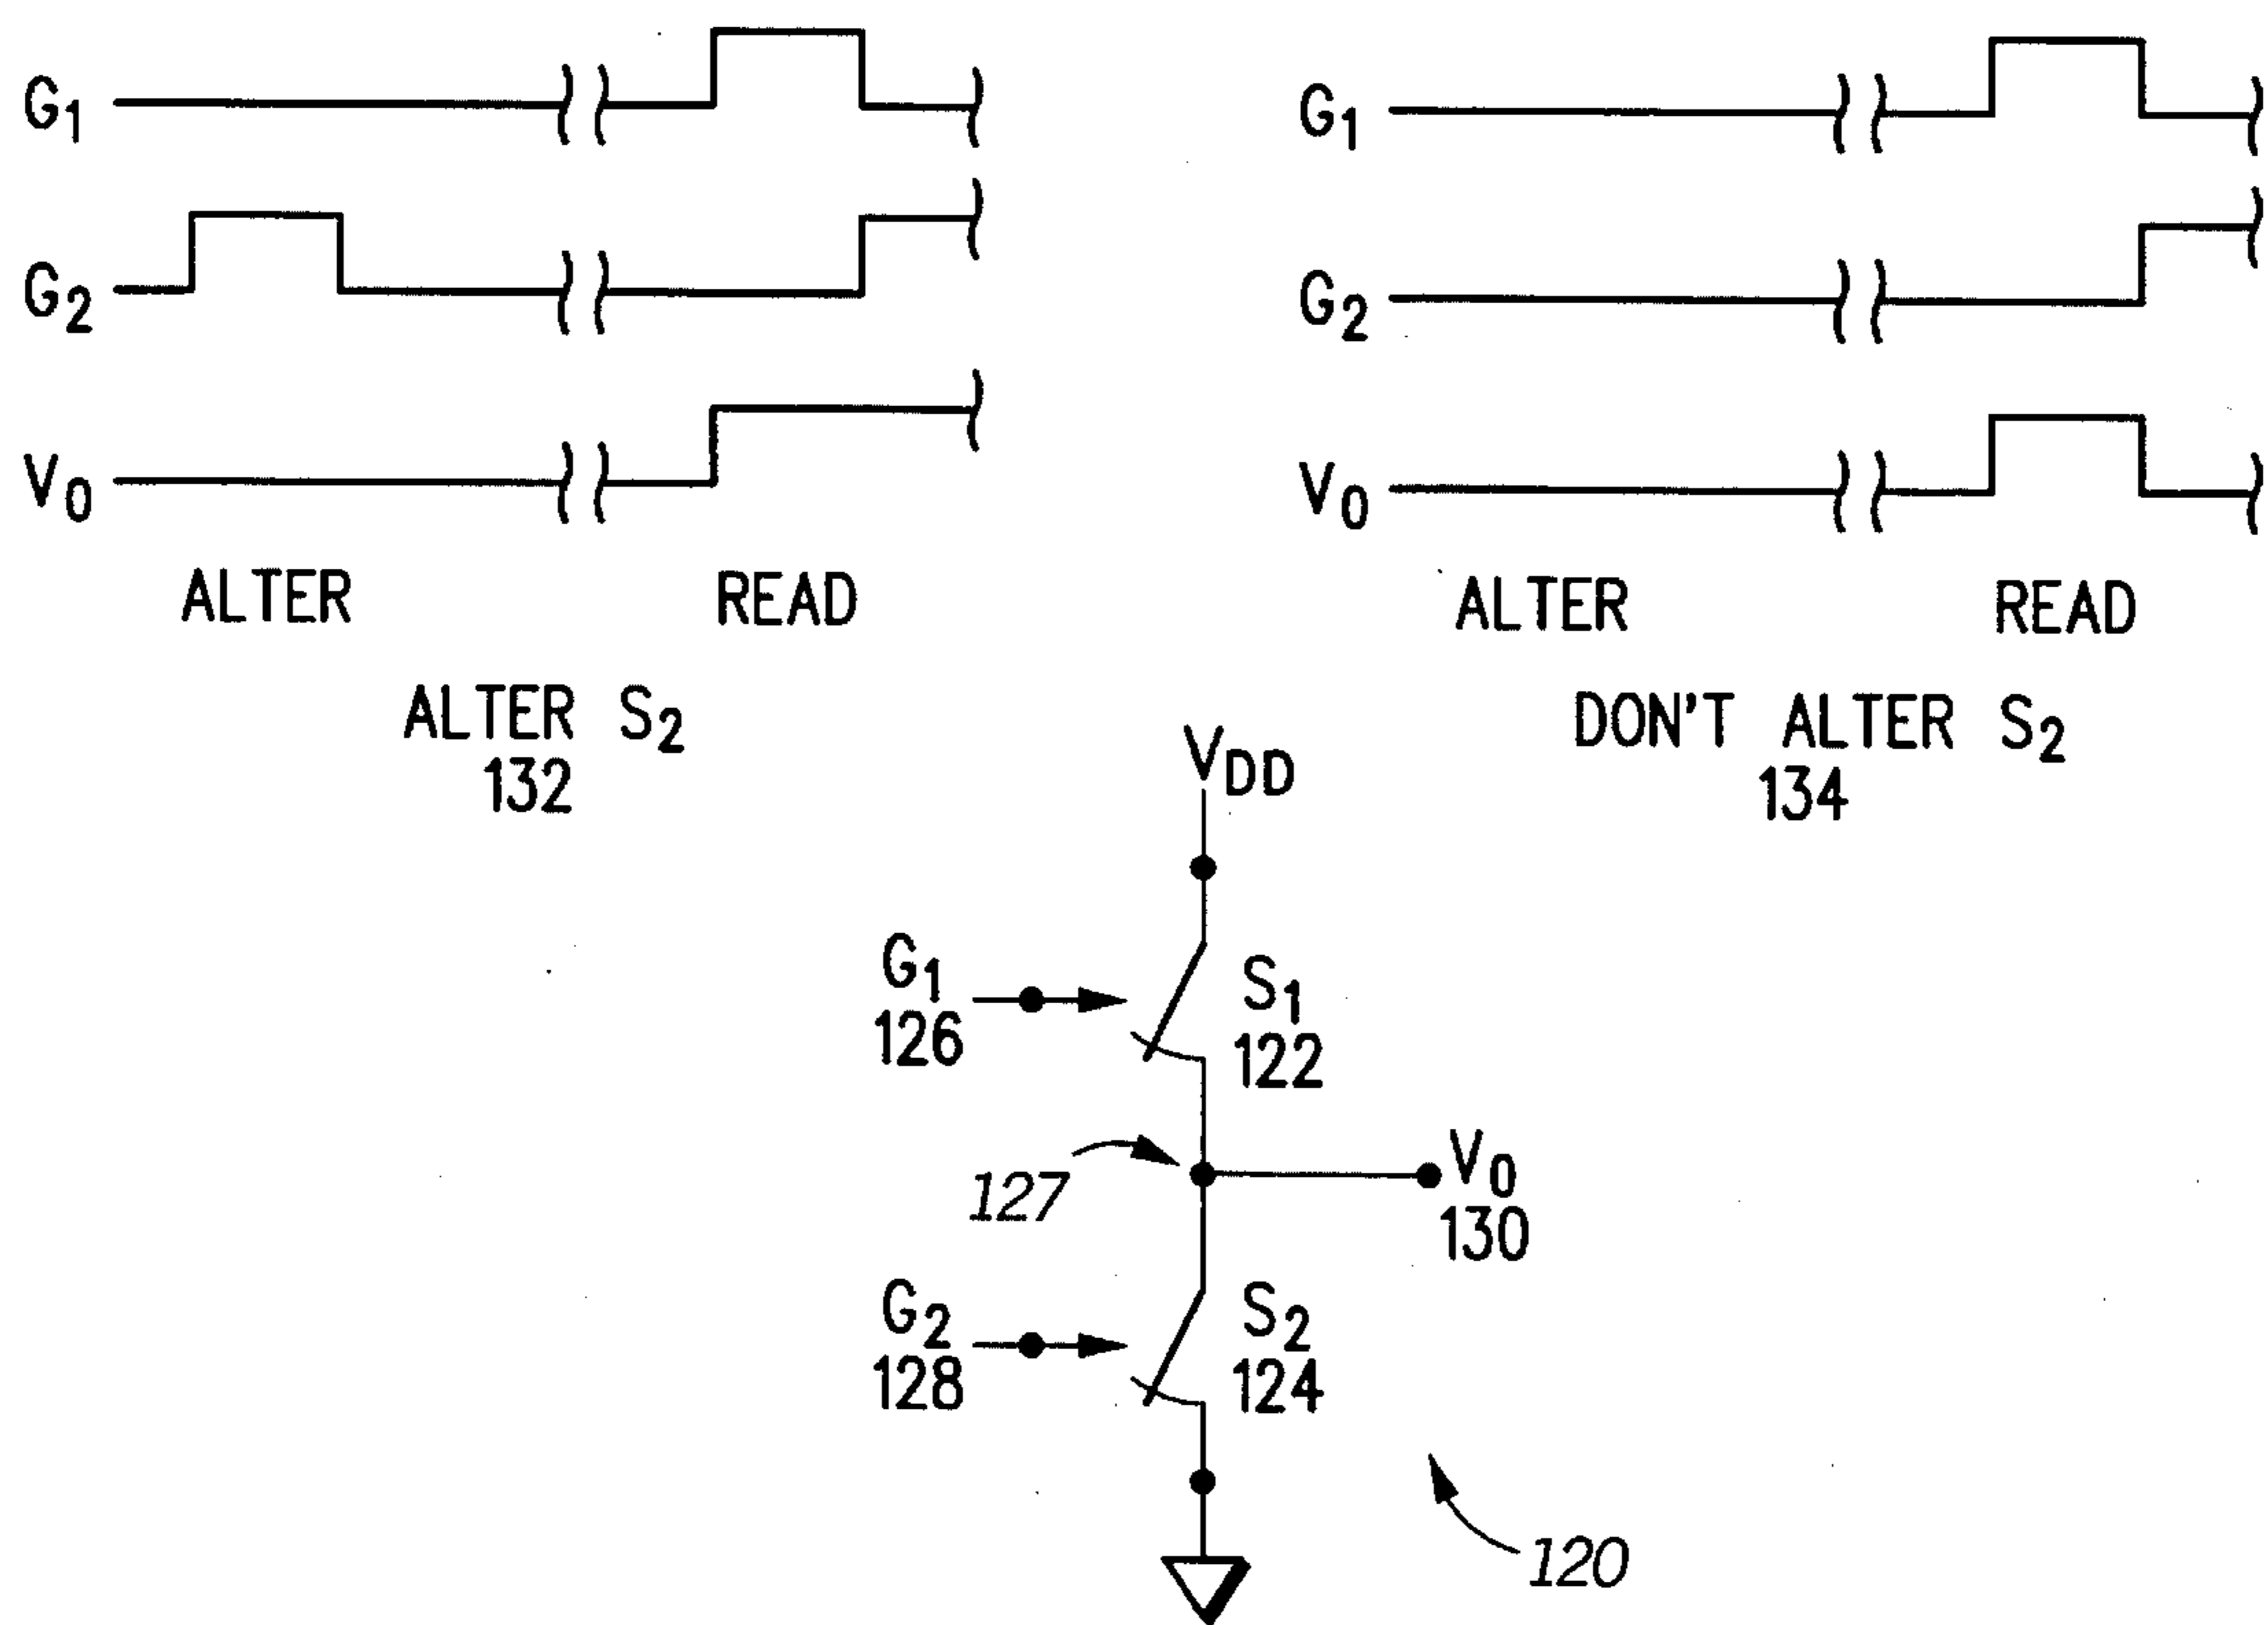 G1
G2
V0
ALTER READ
ALTER S2
132
G1
G2
V0
ALTER READ
DON'T ALTER S2
134
VDD
G1
126
S1
122
127
V0
130
G2
128
S2
124
120